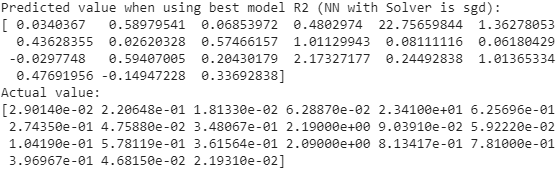 Predicted value when using best model R2 (NN with Solver is sgd):
[ 0.0340367   0.58979541  0.06853972  0.4802974  22.75659844  1.36278053
  0.43628355  0.02620328  0.57466157  1.01129943  0.08111116  0.06180429
 -0.0297748   0.59407005  0.20430179  2.17327177  0.24492838  1.01365334
  0.47691956 -0.14947228  0.33692838]
Actual value:
[2.90140e-02 2.20648e-01 1.81330e-02 6.28870e-02 2.34100e+01 6.25696e-01
 2.74350e-01 4.75880e-02 3.48067e-01 2.19000e+00 9.03910e-02 5.92220e-02
 1.04190e-01 5.78119e-01 3.61564e-01 2.09000e+00 8.13417e-01 7.81000e-01
 3.96967e-01 4.68150e-02 2.19310e-02]